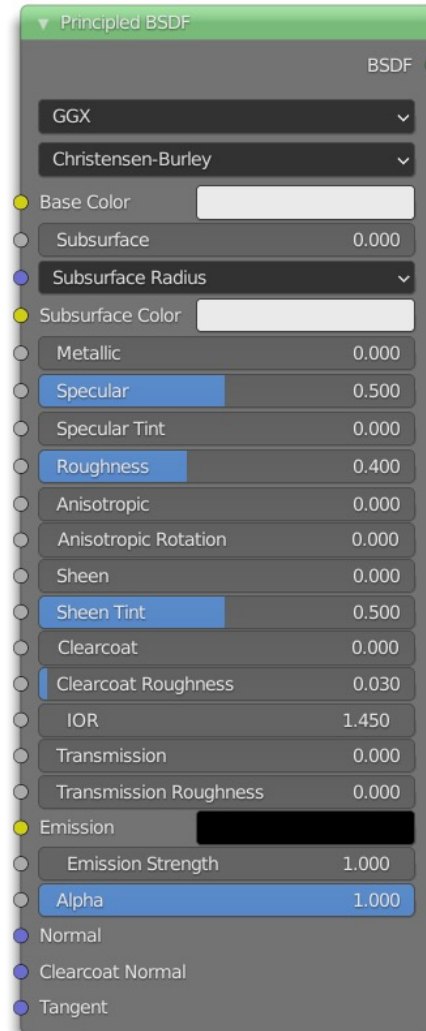 Principled BSDF
BSDF
GGX
Christensen-Burley
Base Color
Subsurface 0.000
Subsurface Radius
Subsurface Color
Metallic 0.000
Specular 0.500
Specular Tint 0.000
Roughness 0.400
Anisotropic 0.000
Anisotropic Rotation 0.000
Sheen 0.000
Sheen Tint 0.500
Clearcoat 0.000
Clearcoat Roughness 0.030
IOR 1.450
Transmission 0.000
Transmission Roughness 0.000
Emission
Emission Strength 1.000
Alpha 1.000
Normal
Clearcoat Normal
Tangent